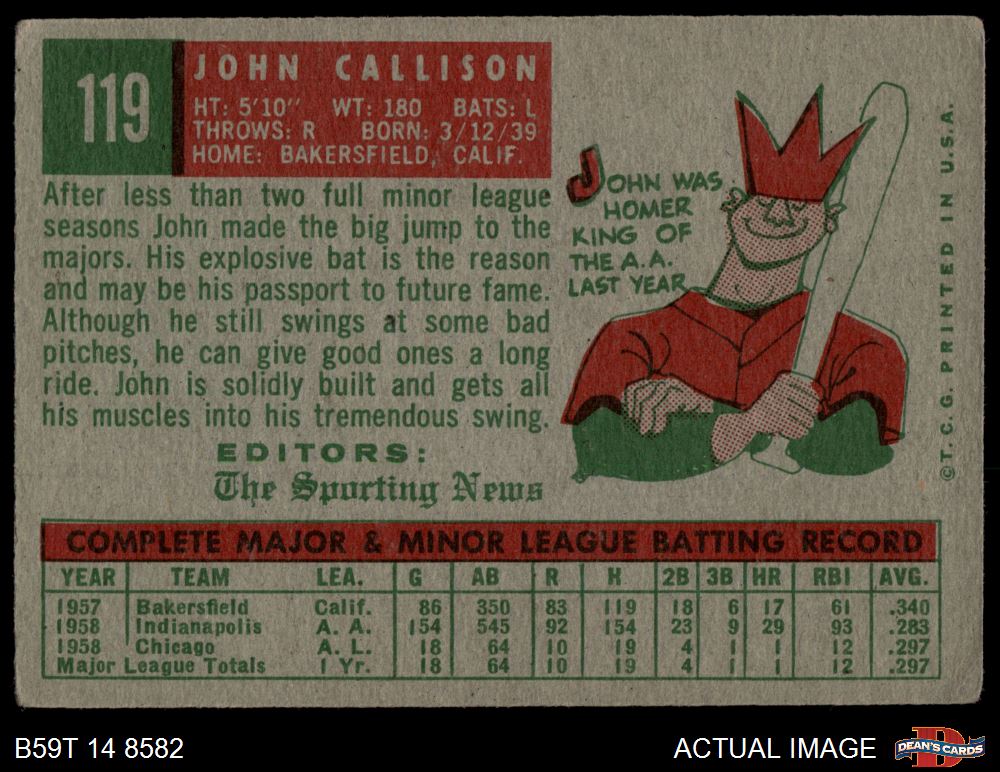 119
JOHN CALLISON
HT: 5'10" WT: 180 BATS: L
THROWS: R BORN: 3/12/39
HOME: BAKERSFIELD, CALIF.
After less than two full minor league
seasons John made the big jump to the
majors. His explosive bat is the reason
and may be his passport to future fame.
Although he still swings at some bad
pitches, he can give good ones a long
ride. John is solidly built and gets all
his muscles into his tremendous swing.
EDITORS:
The Sporting News
JOHN WAS
HOMER
KING OF
THE A.A.
LAST YEAR
©T.C.G. PRINTED IN U.S.A.
COMPLETE MAJOR & MINOR LEAGUE BATTING RECORD
YEAR TEAM LEA. G AB R H 2B 3B HR RBI AVG.
1957 Bakersfield Calif. 86 350 83 119 18 6 17 61 .340
1958 Indianapolis A. A. 154 545 92 154 23 9 29 93 .283
1958 Chicago A. L. 18 64 10 19 4 1 1 12 .297
Major League Totals 1 Yr. 18 64 10 19 4 1 1 12 .297
B59T 14 8582
ACTUAL IMAGE
D
DEAN'S CARDS